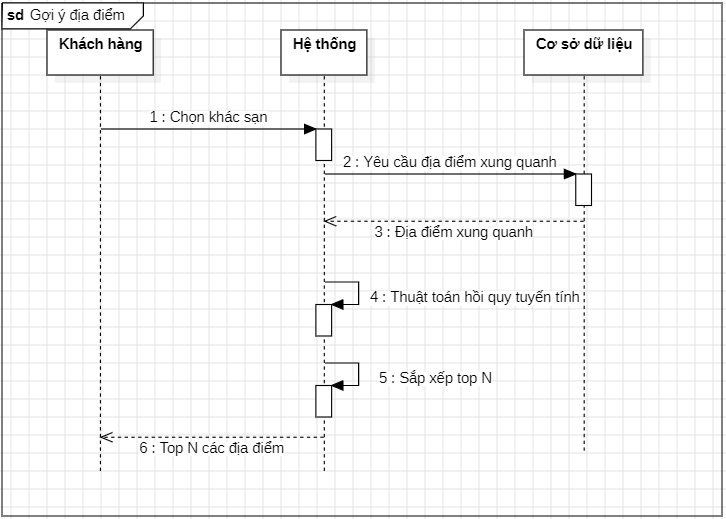 sd Gợi ý địa điểm
Khách hàng
Hệ thống
Cơ sở dữ liệu
1 : Chọn khác sạn
2 : Yêu cầu địa điểm xung quanh
3 : Địa điểm xung quanh
4 : Thuật toán hồi quy tuyến tính
5 : Sắp xếp top N
6 : Top N các địa điểm